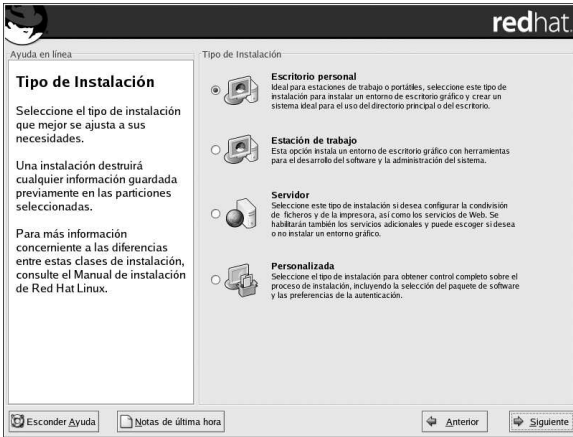 redhat.
Ayuda en línea
Tipo de Instalación
Seleccione el tipo de instalación
que mejor se ajusta a sus
necesidades.
Una instalación destruirá
cualquier información guardada
previamente en las particiones
seleccionadas.
Para más información
concerniente a las diferencias
entre estas clases de instalación,
consulte el Manual de instalación
de Red Hat Linux.
Tipo de Instalación
Escritorio personal
Ideal para estaciones de trabajo o portátiles, seleccione este tipo de
instalación para instalar un entorno de escritorio gráfico y crear un
sistema ideal para el uso del directorio principal o del escritorio.
Estación de trabajo
Esta opción instala un entorno de escritorio gráfico con herramientas
para el desarrollo del software y la administración del sistema.
Servidor
Seleccione este tipo de instalación si desea configurar la condivisión
de ficheros y de la impresora, así como los servicios de Web. Se
habilitarán también los servicios adicionales y puede escoger si desea
o no instalar un entorno gráfico.
Personalizada
Seleccione el tipo de instalación para obtener control completo sobre el
proceso de instalación, incluyendo la selección del paquete de software
y las preferencias de la autenticación.
Esconder Ayuda
Notas de última hora
Anterior
Siguiente